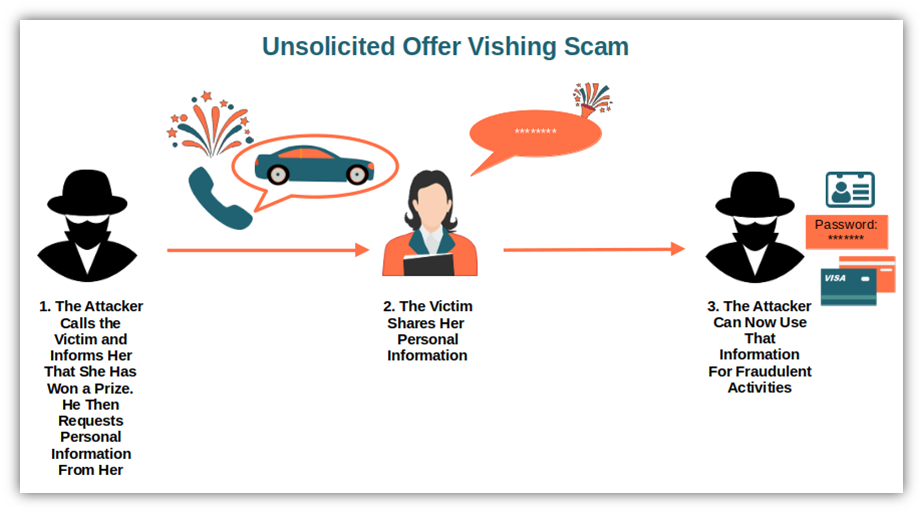 Unsolicited Offer Vishing Scam
********
Password:
*******
VISA
1. The Attacker
Calls the
Victim and
Informs Her
That She Has
Won a Prize.
He Then
Requests
Personal
Information
From Her
2. The Victim
Shares Her
Personal
Information
3. The Attacker
Can Now Use
That
Information
For Fraudulent
Activities